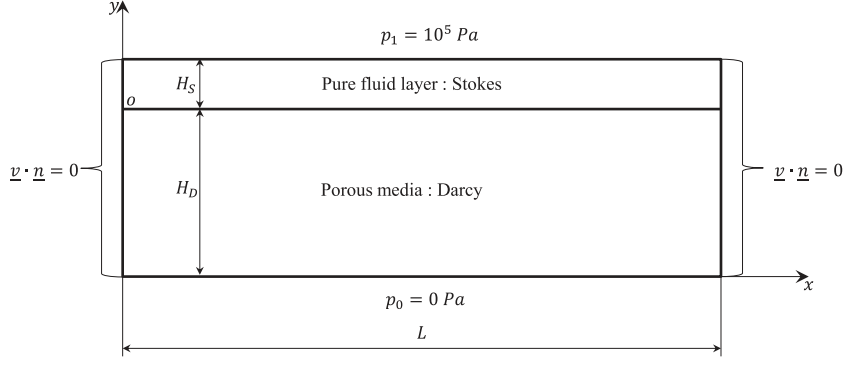 y
p₁ = 10⁵ Pa
H_S
Pure fluid layer : Stokes
o
v · n = 0
v · n = 0
H_D
Porous media : Darcy
x
p₀ = 0 Pa
L